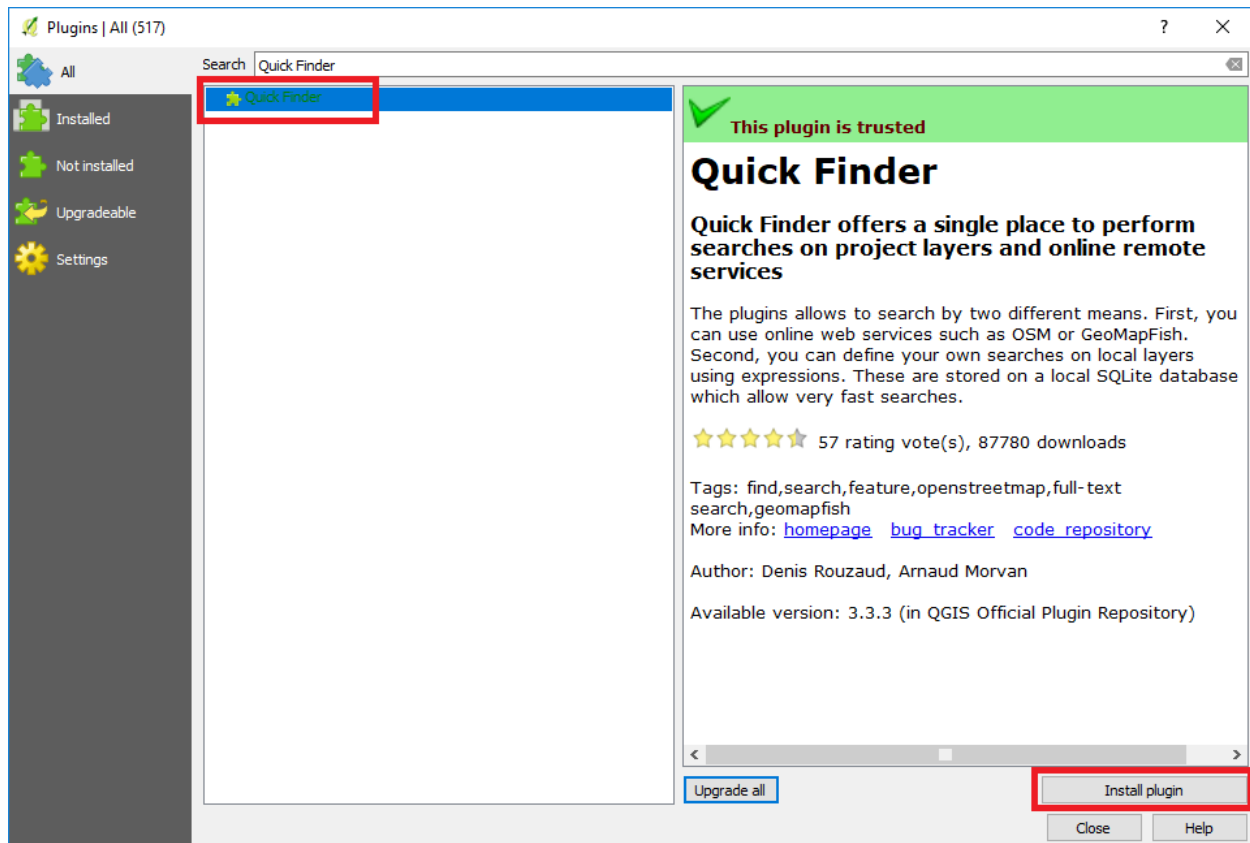 Plugins | All (517)
?
All
Installed
Not installed
Upgradeable
Settings
Search
Quick Finder
Quick Finder
This plugin is trusted
Quick Finder
Quick Finder offers a single place to perform
searches on project layers and online remote
services
The plugins allows to search by two different means. First, you
can use online web services such as OSM or GeoMapFish.
Second, you can define your own searches on local layers
using expressions. These are stored on a local SQLite database
which allow very fast searches.
57 rating vote(s), 87780 downloads
Tags: find,search,feature,openstreetmap,full-text
search,geomapfish
More info: homepage bug tracker code repository
Author: Denis Rouzaud, Arnaud Morvan
Available version: 3.3.3 (in QGIS Official Plugin Repository)
Upgrade all
Install plugin
Close
Help